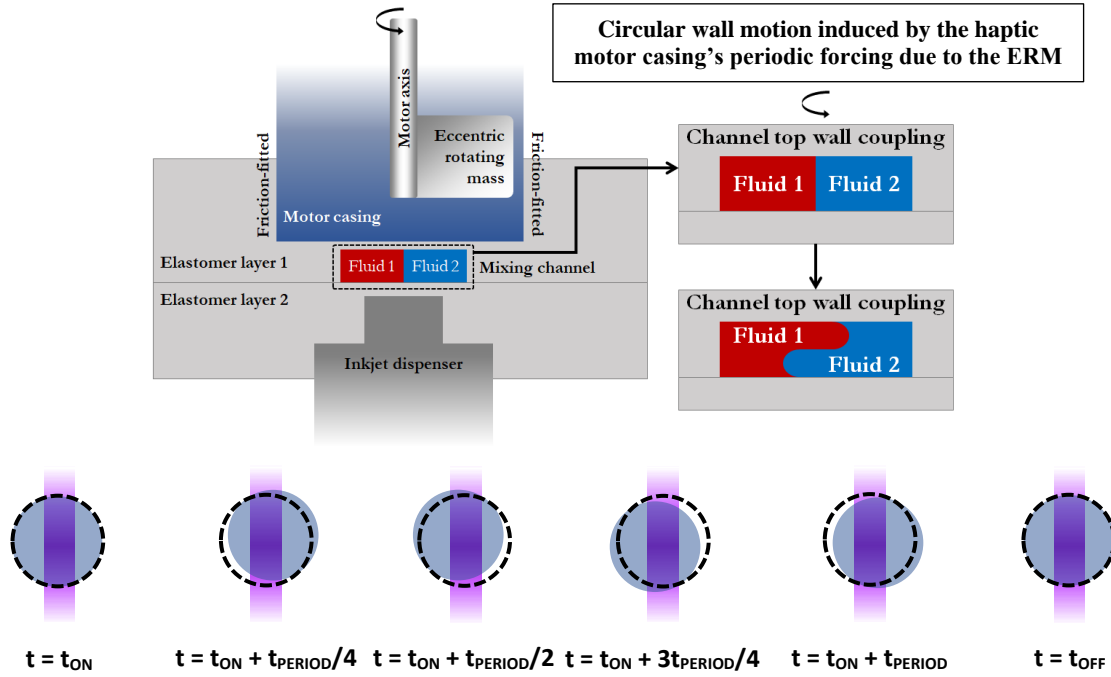 Circular wall motion induced by the haptic
motor casing's periodic forcing due to the ERM
Motor axis
Eccentric
rotating
mass
Friction-fitted
Friction-fitted
Motor casing
Elastomer layer 1
Fluid 1
Fluid 2
Mixing channel
Elastomer layer 2
Inkjet dispenser
Channel top wall coupling
Fluid 1
Fluid 2
Channel top wall coupling
Fluid 1
Fluid 2
t = tON
t = tON + tPERIOD/4
t = tON + tPERIOD/2
t = tON + 3tPERIOD/4
t = tON + tPERIOD
t = tOFF